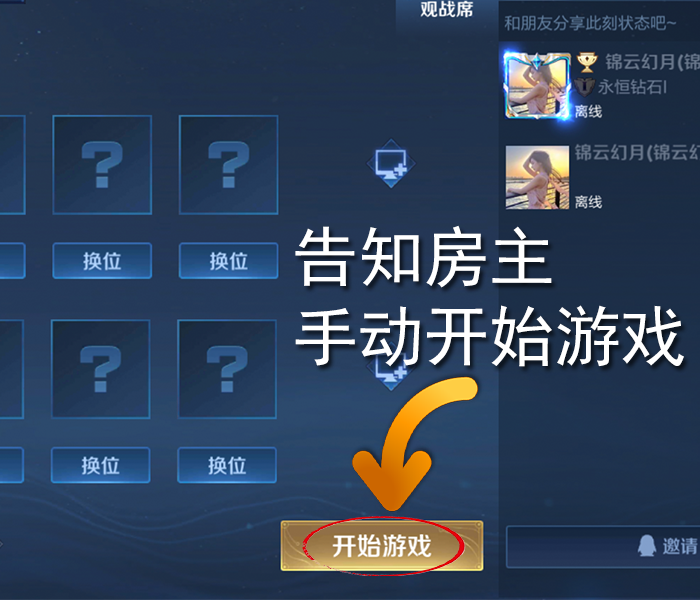 观战席
和朋友分享此刻状态吧~
锦云幻月(锦
永恒钻石I
离线
锦云幻月(锦云幻
离线
换位
换位
告知房主
手动开始游戏
换位
换位
开始游戏
邀请